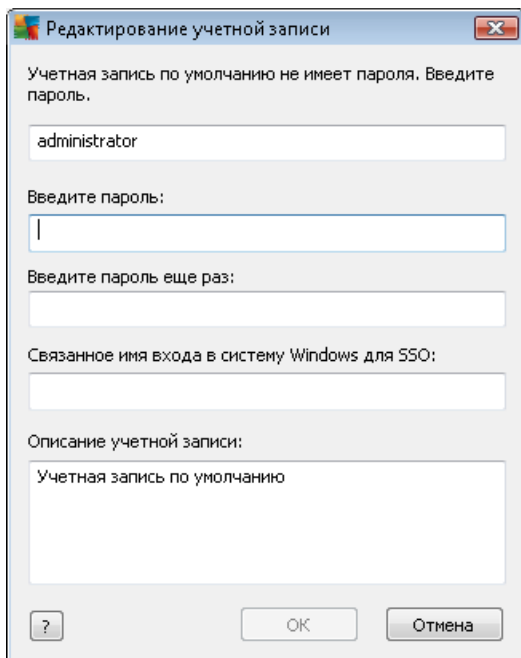 Редактирование учетной записи
Учетная запись по умолчанию не имеет пароля. Введите
пароль.
administrator
Введите пароль:
Введите пароль еще раз:
Связанное имя входа в систему Windows для SSO:
Описание учетной записи:
Учетная запись по умолчанию
?
ОК
Отмена